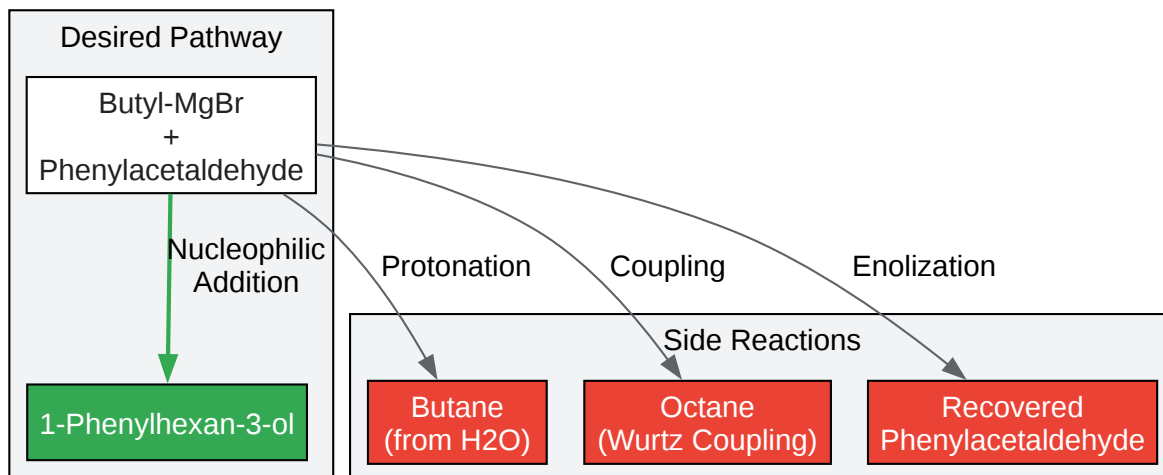 Desired Pathway
Butyl-MgBr
+
Phenylacetaldehyde
Nucleophilic
Addition
Protonation
Coupling
Enolization
Side Reactions
1-Phenylhexan-3-ol
Butane
(from H2O)
Octane
(Wurtz Coupling)
Recovered
Phenylacetaldehyde